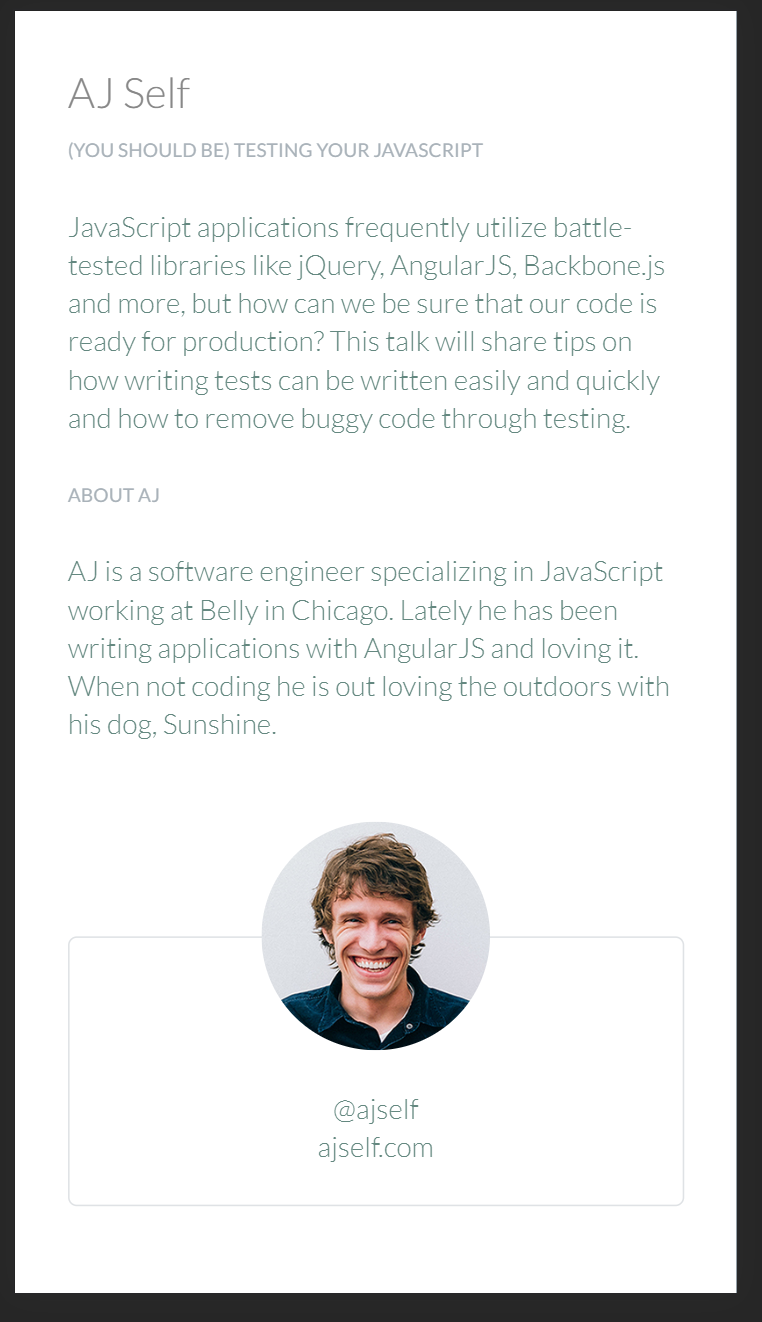 AJ Self
(YOU SHOULD BE) TESTING YOUR JAVASCRIPT
JavaScript applications frequently utilize battle-
tested libraries like jQuery, AngularJS, Backbone.js
and more, but how can we be sure that our code is
ready for production? This talk will share tips on
how writing tests can be written easily and quickly
and how to remove buggy code through testing.
ABOUT AJ
AJ is a software engineer specializing in JavaScript
working at Belly in Chicago. Lately he has been
writing applications with AngularJS and loving it.
When not coding he is out loving the outdoors with
his dog, Sunshine.
@ajself
ajself.com